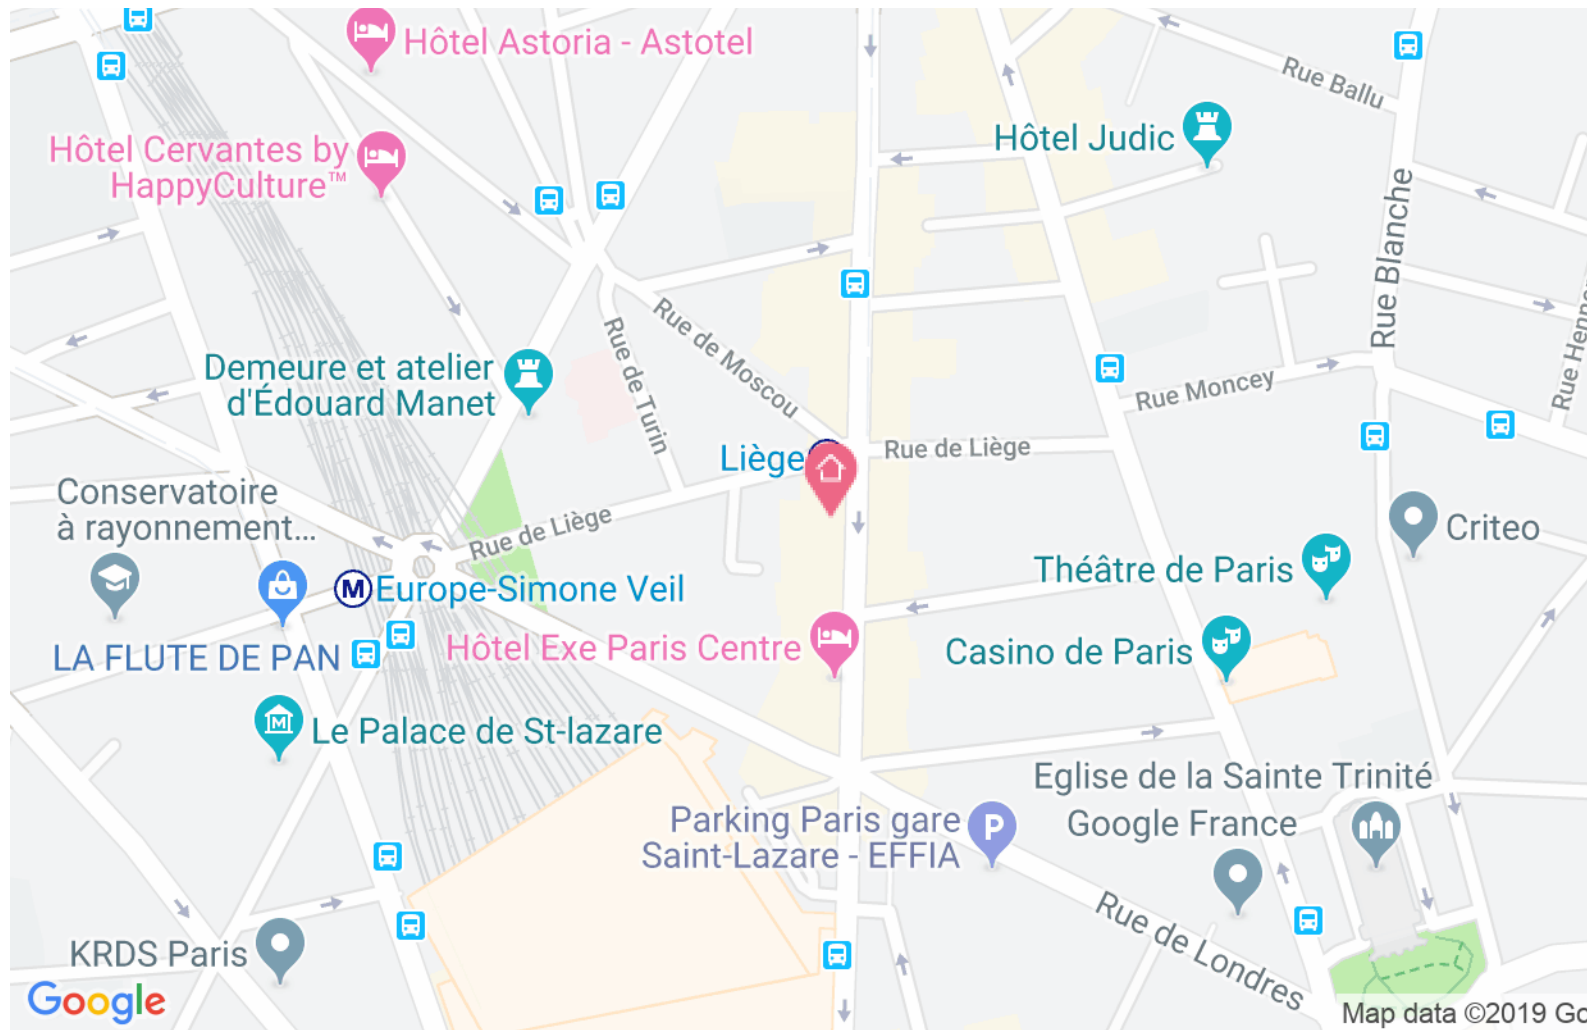 Hôtel Astoria - Astotel
Rue Ballu
Hôtel Cervantes by
HappyCulture™
Hôtel Judic
Rue Blanche
Rue de Moscou
Rue de Turin
Demeure et atelier
d'Édouard Manet
Rue Moncey
Liège
Rue de Liège
Conservatoire
à rayonnement...
Rue de Liège
Criteo
M
Europe-Simone Veil
Théâtre de Paris
LA FLUTE DE PAN
Hôtel Exe Paris Centre
Casino de Paris
M
Le Palace de St-lazare
Eglise de la Sainte Trinité
Parking Paris gare
Saint-Lazare - EFFIA
P
Google France
Rue de Londres
KRDS Paris
Google
Map data ©2019